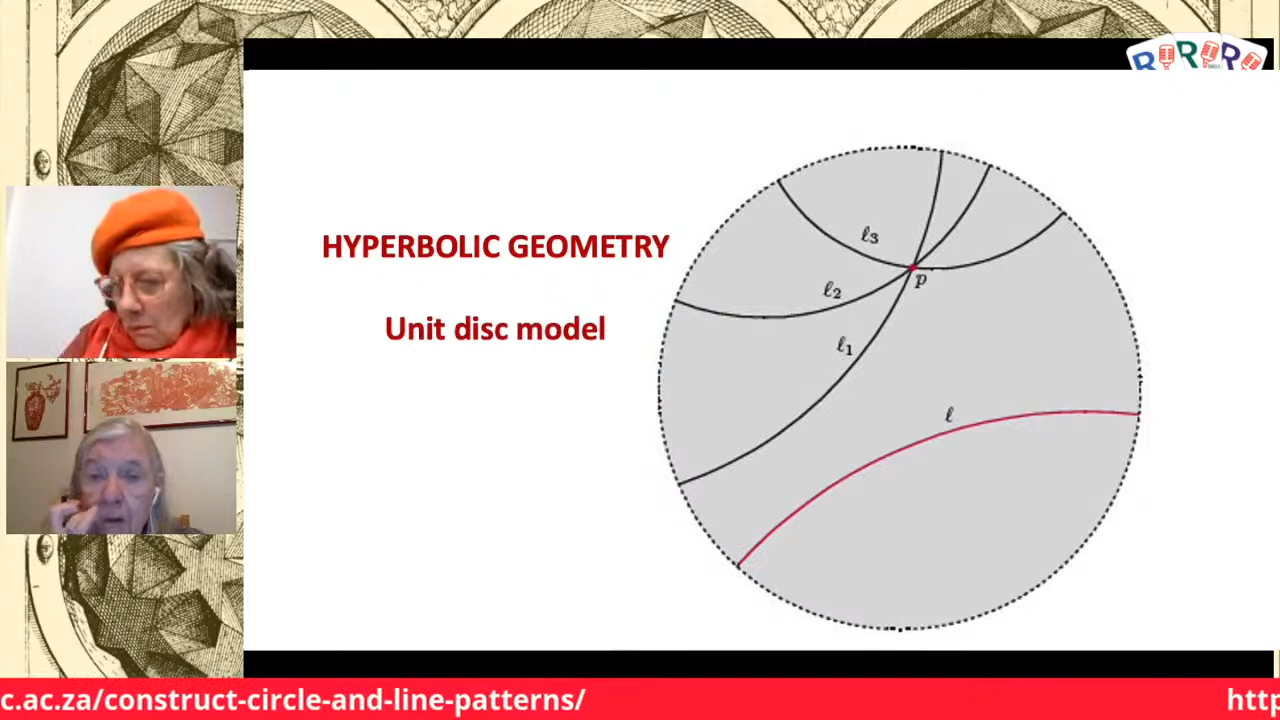 R R R
HYPERBOLIC GEOMETRY
Unit disc model
ℓ3
p
ℓ2
ℓ1
ℓ
c.ac.za/construct-circle-and-line-patterns/
http